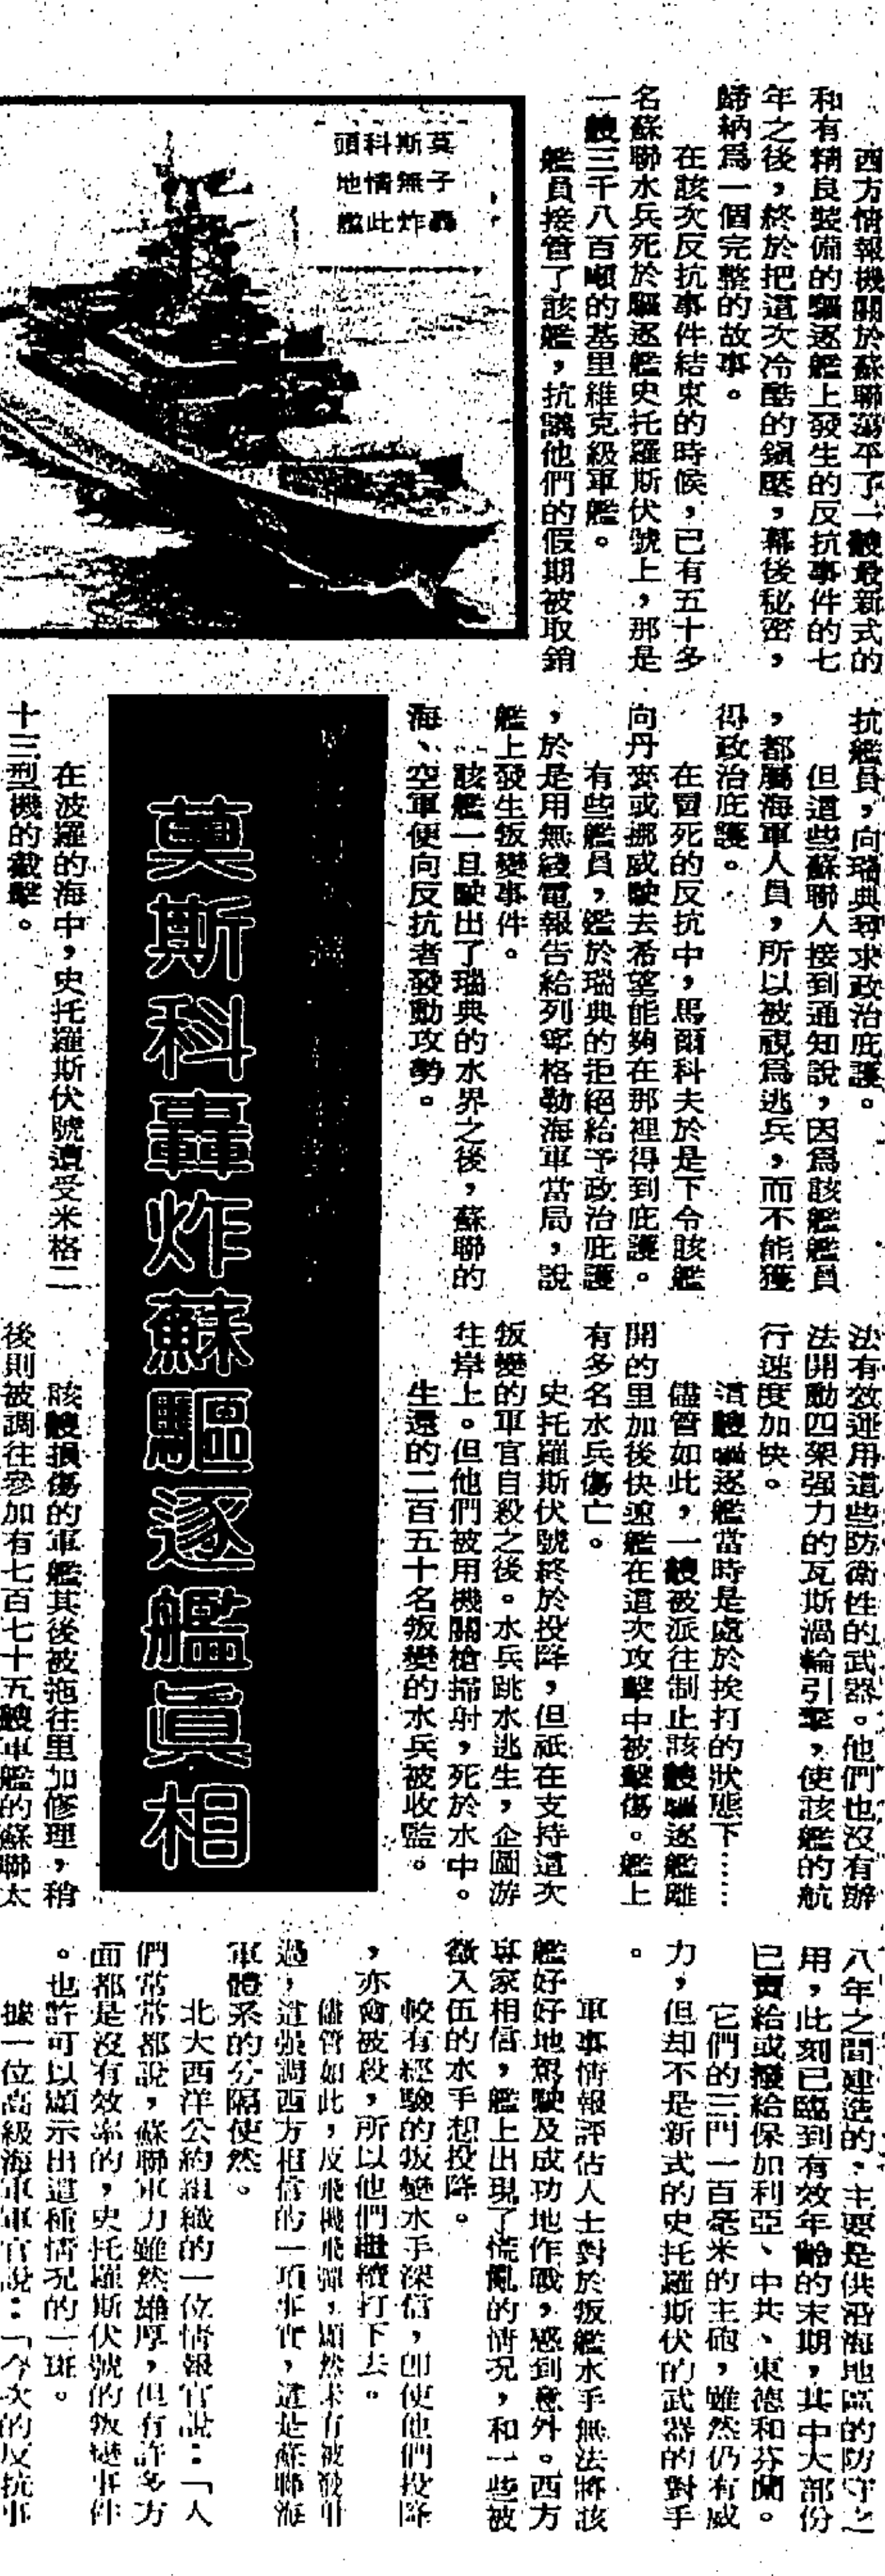 西方情報機關於蘇聯蕩平了一艘最新式的
和有精良裝備的驅逐艦上發生的反抗事件的七
年之後，終於把這次冷酷的鎮壓，幕後秘密，
歸納爲一個完整的故事。
在該次反抗事件結束的時候，已有五十多
名蘇聯水兵死於驅逐艦史托羅斯伏號上，那是
一艘三千八百噸的基里維克級軍艦。
艦員接管了該艦，抗議他們的假期被取銷
莫斯科頭
子無情地
轟炸此艦
抗艦員，向瑞典尋求政治庇護。
但這些蘇聯人接到通知說，因爲該艦艦員
，都屬海軍人員，所以被視爲逃兵，而不能獲
得政治庇護。
在冒死的反抗中，馬爾科夫於是下令該艦
向丹麥或挪威駛去希望能夠在那裡得到庇護。
有些艦員，鑑於瑞典的拒絕給予政治庇護
，於是用無綫電報告給列寧格勒海軍當局，說
艦上發生叛變事件。
該艦一旦駛出了瑞典的水界之後，蘇聯的
海、空軍便向反抗者發動攻勢。
莫斯科轟炸蘇驅逐艦眞相
在波羅的海中，史托羅斯伏號遭受米格二
十三型機的截擊。
法有效運用這些防衛性的武器。他們也沒有辦
法開動四架强力的瓦斯渦輪引擎，使該艦的航
行速度加快。
這艘驅逐艦當時是處於挨打的狀態下……
儘管如此，一艘被派往制止該艘驅逐艦離
開的里加後快速艦在這次攻擊中被擊傷。艦上
有多名水兵傷亡。
史托羅斯伏號終於投降，但祇在支持這次
叛變的軍官自殺之後。水兵跳水逃生，企圖游
往岸上。但他們被用機關槍掃射，死於水中。
生還的二百五十名叛變的水兵被收監。
該艘損傷的軍艦其後被拖往里加修理，稍
後則被調往參加有七百七十五艘軍艦的蘇聯太
八年之間建造的，主要是供沿海地區的防守之
用，此刻已臨到有效年齡的末期，其中大部份
已賣給或撥給保加利亞、中共、東德和芬蘭。
它們的三門一百毫米的主砲，雖然仍有威
力，但却不是新式的史托羅斯伏的武器的對手
。
軍事情報評估人士對於叛艦水手無法將該
艦好好地駕駛及成功地作戰，感到意外。西方
專家相信，艦上出現了慌亂的情況，和一些被
徵入伍的水手想投降。
較有經驗的叛變水手深信，即使他們投降
，亦會被殺，所以他們繼續打下去。
儘管如此，反飛機飛彈，顯然未有被發射
過，這强調西方相信的一項事實，這是蘇聯海
軍體系的分隔使然。
北大西洋公約組織的一位情報官說：「人
們常常都說，蘇聯軍力雖然雄厚，但有許多方
面都是沒有效率的，史托羅斯伏號的叛變事件
。也許可以顯示出這種情況的一斑。
據一位高級海軍軍官說：「今次的反抗事